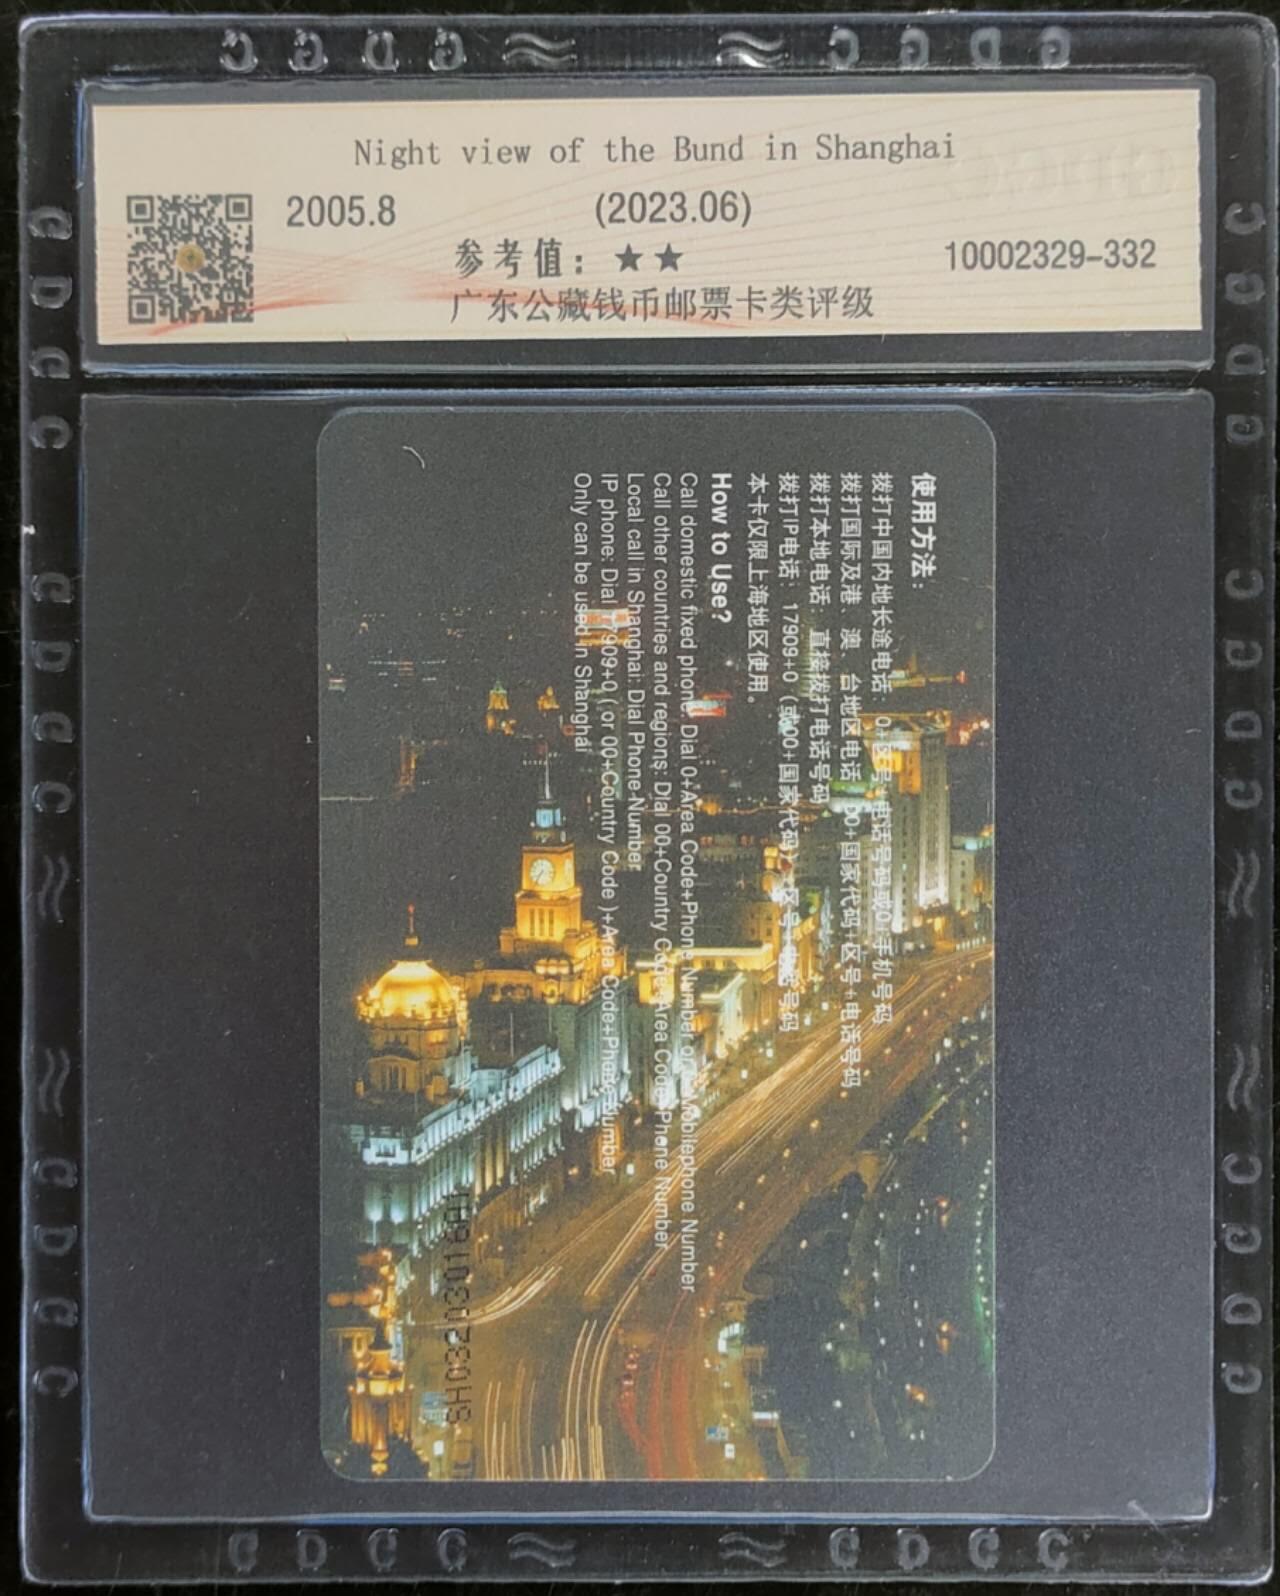 Night view of the Bund in Shanghai
2005.8 (2023.06)
参考值：★★ 10002329-332
广东公藏钱币邮票卡类评级
使用方法：
拨打中国内地长途电话 0+区号+电话号码或0+手机号码
拨打国际及港 澳、台地区电话 00+国家代码+区号+电话号码
拨打本地电话: 直接拨打电话号码
拨打IP电话: 17909+0（或00+国家代码）+区号+电话号码
本卡仅限上海地区使用。
How to Use?
Call domestic fixed phone: Dial 0+Area Code+Phone Number or 0+Mobilephone Number
Call other countries and regions: Dial 00+Country Code+Area Code+Phone Number
Local call in Shanghai: Dial Phone Number
IP phone: Dial 17909+0 ( or 00+Country Code )+Area Code+Phone Number
Only can be used in Shanghai
GDGC